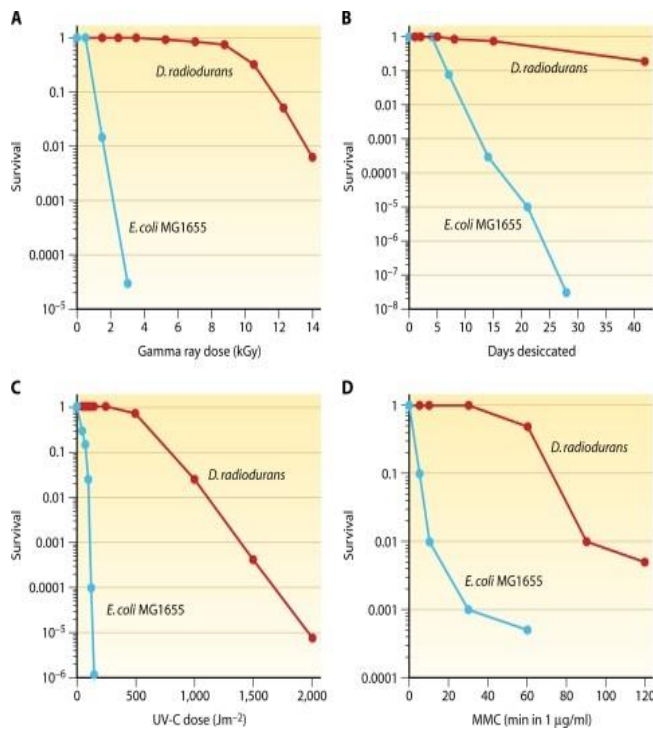 A
Survival
1
0.1
0.01
0.001
0.0001
10⁻⁵
D. radiodurans
E. coli MG1655
0 2 4 6 8 10 12 14
Gamma ray dose (kGy)
B
Survival
1
0.1
0.01
0.001
0.0001
10⁻⁵
10⁻⁶
10⁻⁷
10⁻⁸
D. radiodurans
E. coli MG1655
0 5 10 15 20 25 30 35 40
Days desiccated
C
Survival
1
0.1
0.01
0.001
0.0001
10⁻⁵
10⁻⁶
D. radiodurans
E. coli MG1655
0 500 1,000 1,500 2,000
UV-C dose (Jm⁻²)
D
Survival
1
0.1
0.01
0.001
0.0001
D. radiodurans
E. coli MG1655
0 20 40 60 80 100 120
MMC (min in 1 μg/ml)